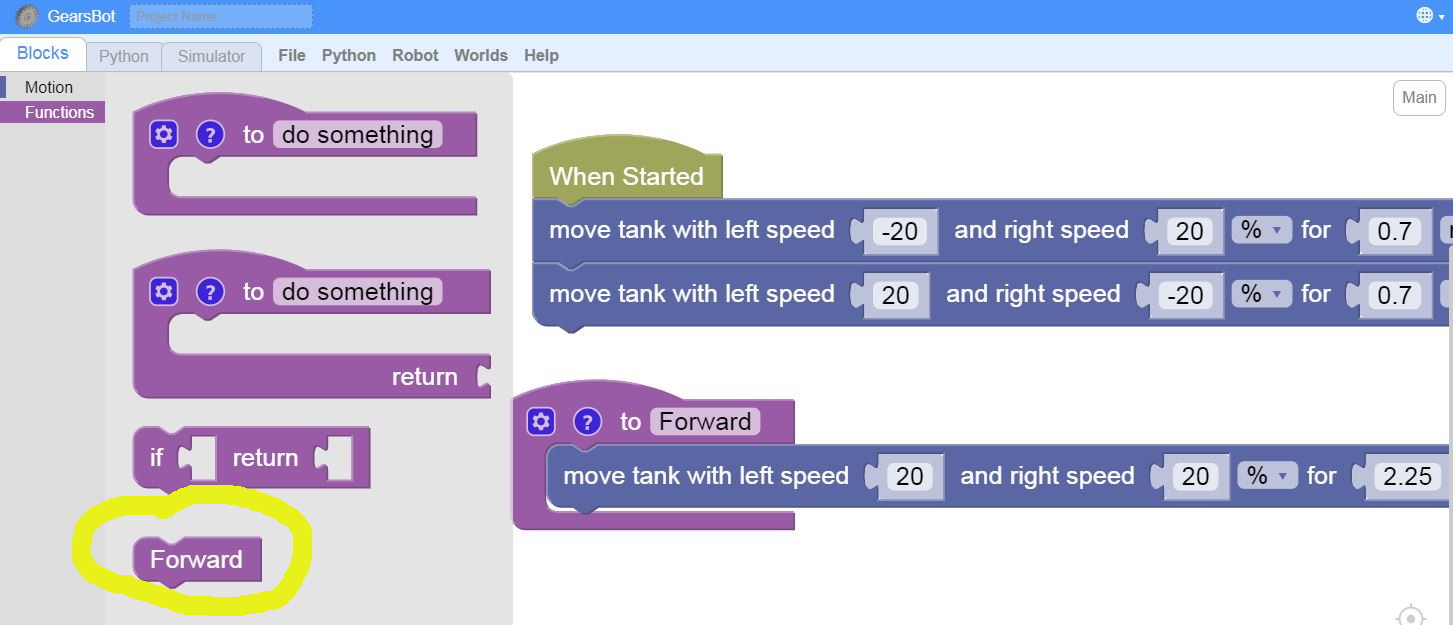 GearsBot Project Name
Blocks Python Simulator File Python Robot Worlds Help
Motion
Functions
Main
? to do something
? to do something
return
if return
Forward
When Started
move tank with left speed -20 and right speed 20 % for 0.7
move tank with left speed 20 and right speed -20 % for 0.7
? to Forward
move tank with left speed 20 and right speed 20 % for 2.25